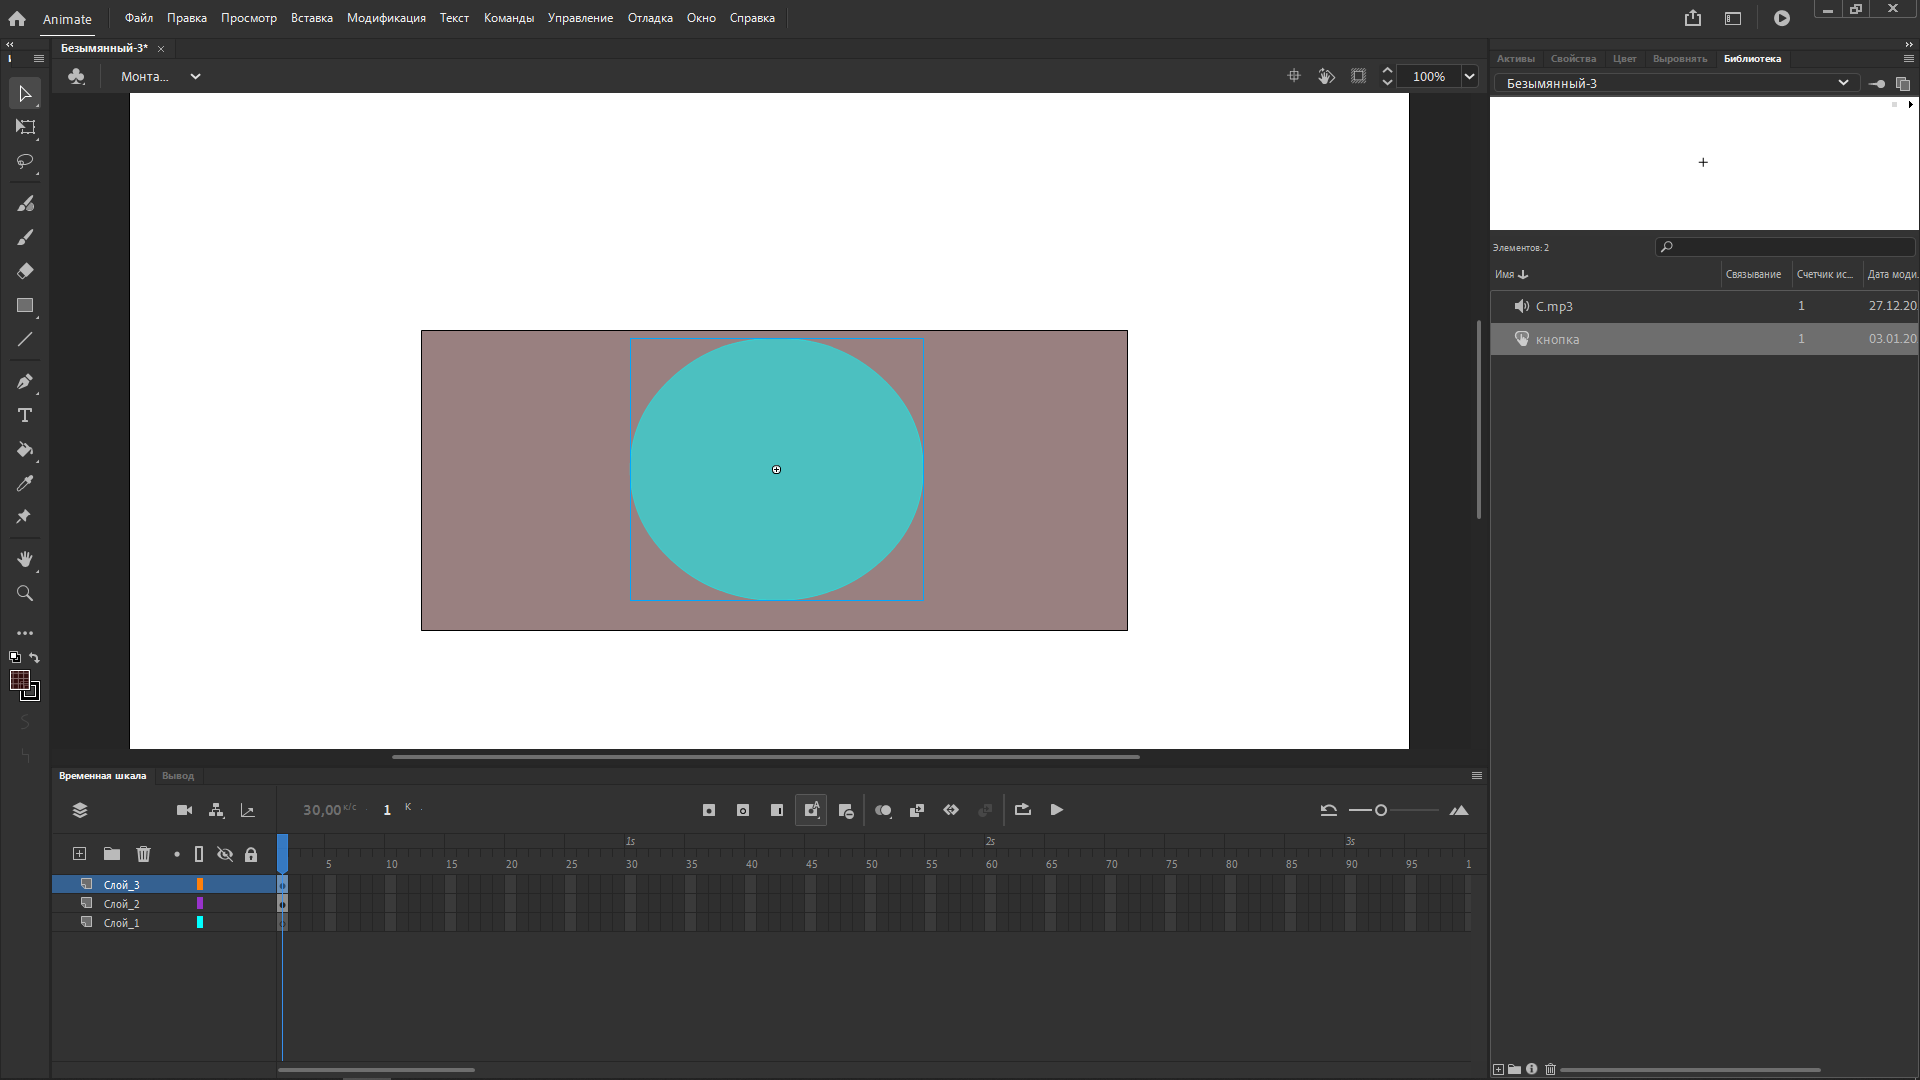 Animate Файл Правка Просмотр Вставка Модификация Текст Команды Управление Отладка Окно Справка
Безымянный-3*
Монта...
100%
Активы Свойства Цвет Выровнять Библиотека
Безымянный-3
Элементов: 2
Имя Связывание Счетчик ис... Дата моди.
C.mp3 1 27.12.20
кнопка 1 03.01.20
Временная шкала Вывод
30,00 к/с 1 К
1s 2s 3s
5 10 15 20 25 30 35 40 45 50 55 60 65 70 75 80 85 90 95 1
Слой_3
Слой_2
Слой_1